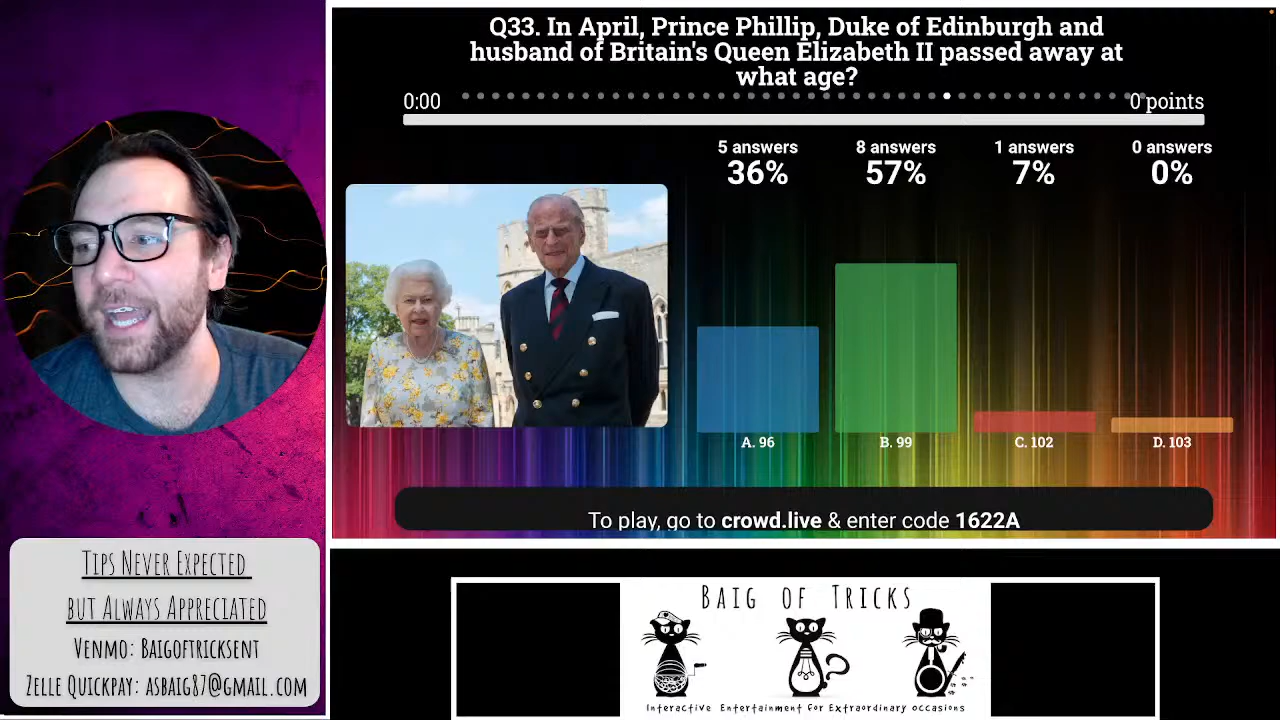 Q33. In April, Prince Phillip, Duke of Edinburgh and
husband of Britain's Queen Elizabeth II passed away at
what age?
0:00
0 points
5 answers
36%
8 answers
57%
1 answers
7%
0 answers
0%
A. 96
B. 99
C. 102
D. 103
To play, go to crowd.live & enter code 1622A
Tips Never Expected
but Always Appreciated
Venmo: Baigoftricksent
Zelle Quickpay: asbaig87@gmail.com
Baig of Tricks
Interactive Entertainment for Extraordinary Occasions